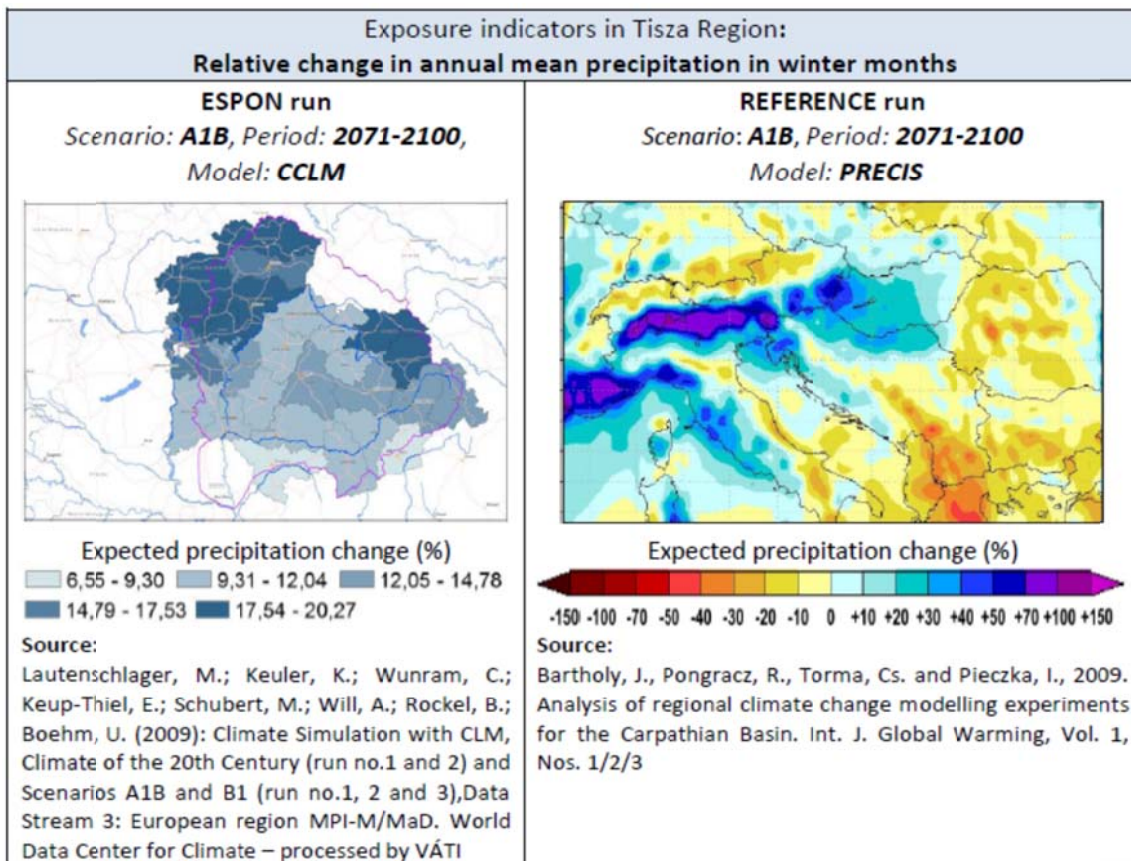 Exposure indicators in Tisza Region:
Relative change in annual mean precipitation in winter months
ESPON run
Scenario: A1B, Period: 2071-2100,
Model: CCLM
Expected precipitation change (%)
6,55 - 9,30 9,31 - 12,04 12,05 - 14,78
14,79 - 17,53 17,54 - 20,27
Source:
Lautenschlager, M.; Keuler, K.; Wunram, C.;
Keup-Thiel, E.; Schubert, M.; Will, A.; Rockel, B.;
Boehm, U. (2009): Climate Simulation with CLM,
Climate of the 20th Century (run no.1 and 2) and
Scenarios A1B and B1 (run no.1, 2 and 3),Data
Stream 3: European region MPI-M/MaD. World
Data Center for Climate – processed by VÁTI
REFERENCE run
Scenario: A1B, Period: 2071-2100
Model: PRECIS
Expected precipitation change (%)
-150 -100 -70 -50 -40 -30 -20 -10 0 +10 +20 +30 +40 +50 +70 +100 +150
Source:
Bartholy, J., Pongracz, R., Torma, Cs. and Pieczka, I., 2009.
Analysis of regional climate change modelling experiments
for the Carpathian Basin. Int. J. Global Warming, Vol. 1,
Nos. 1/2/3